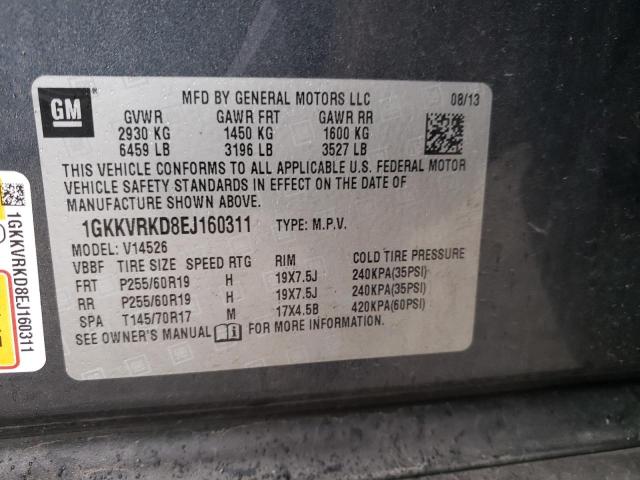 GM
MFD BY GENERAL MOTORS LLC 08/13
GVWR GAWR FRT GAWR RR
2930 KG 1450 KG 1600 KG
6459 LB 3196 LB 3527 LB
THIS VEHICLE CONFORMS TO ALL APPLICABLE U.S. FEDERAL MOTOR
VEHICLE SAFETY STANDARDS IN EFFECT ON THE DATE OF
MANUFACTURE SHOWN ABOVE.
1GKKVRKD8EJ160311 TYPE: M.P.V.
MODEL: V14526
VBBF TIRE SIZE SPEED RTG RIM COLD TIRE PRESSURE
FRT P255/60R19 H 19X7.5J 240KPA(35PSI)
RR P255/60R19 H 19X7.5J 240KPA(35PSI)
SPA T145/70R17 M 17X4.5B 420KPA(60PSI)
SEE OWNER'S MANUAL FOR MORE INFORMATION.
1GKKVRKD8EJ160311